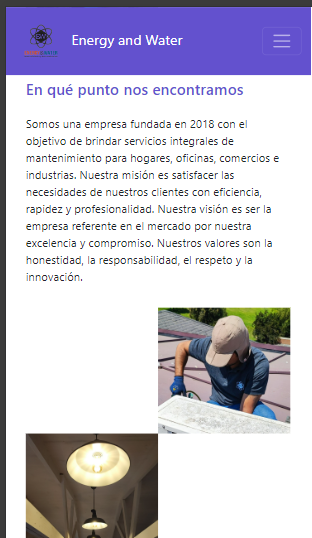 Energy and Water
En qué punto nos encontramos
Somos una empresa fundada en 2018 con el
objetivo de brindar servicios integrales de
mantenimiento para hogares, oficinas, comercios e
industrias. Nuestra misión es satisfacer las
necesidades de nuestros clientes con eficiencia,
rapidez y profesionalidad. Nuestra visión es ser la
empresa referente en el mercado por nuestra
excelencia y compromiso. Nuestros valores son la
honestidad, la responsabilidad, el respeto y la
innovación.